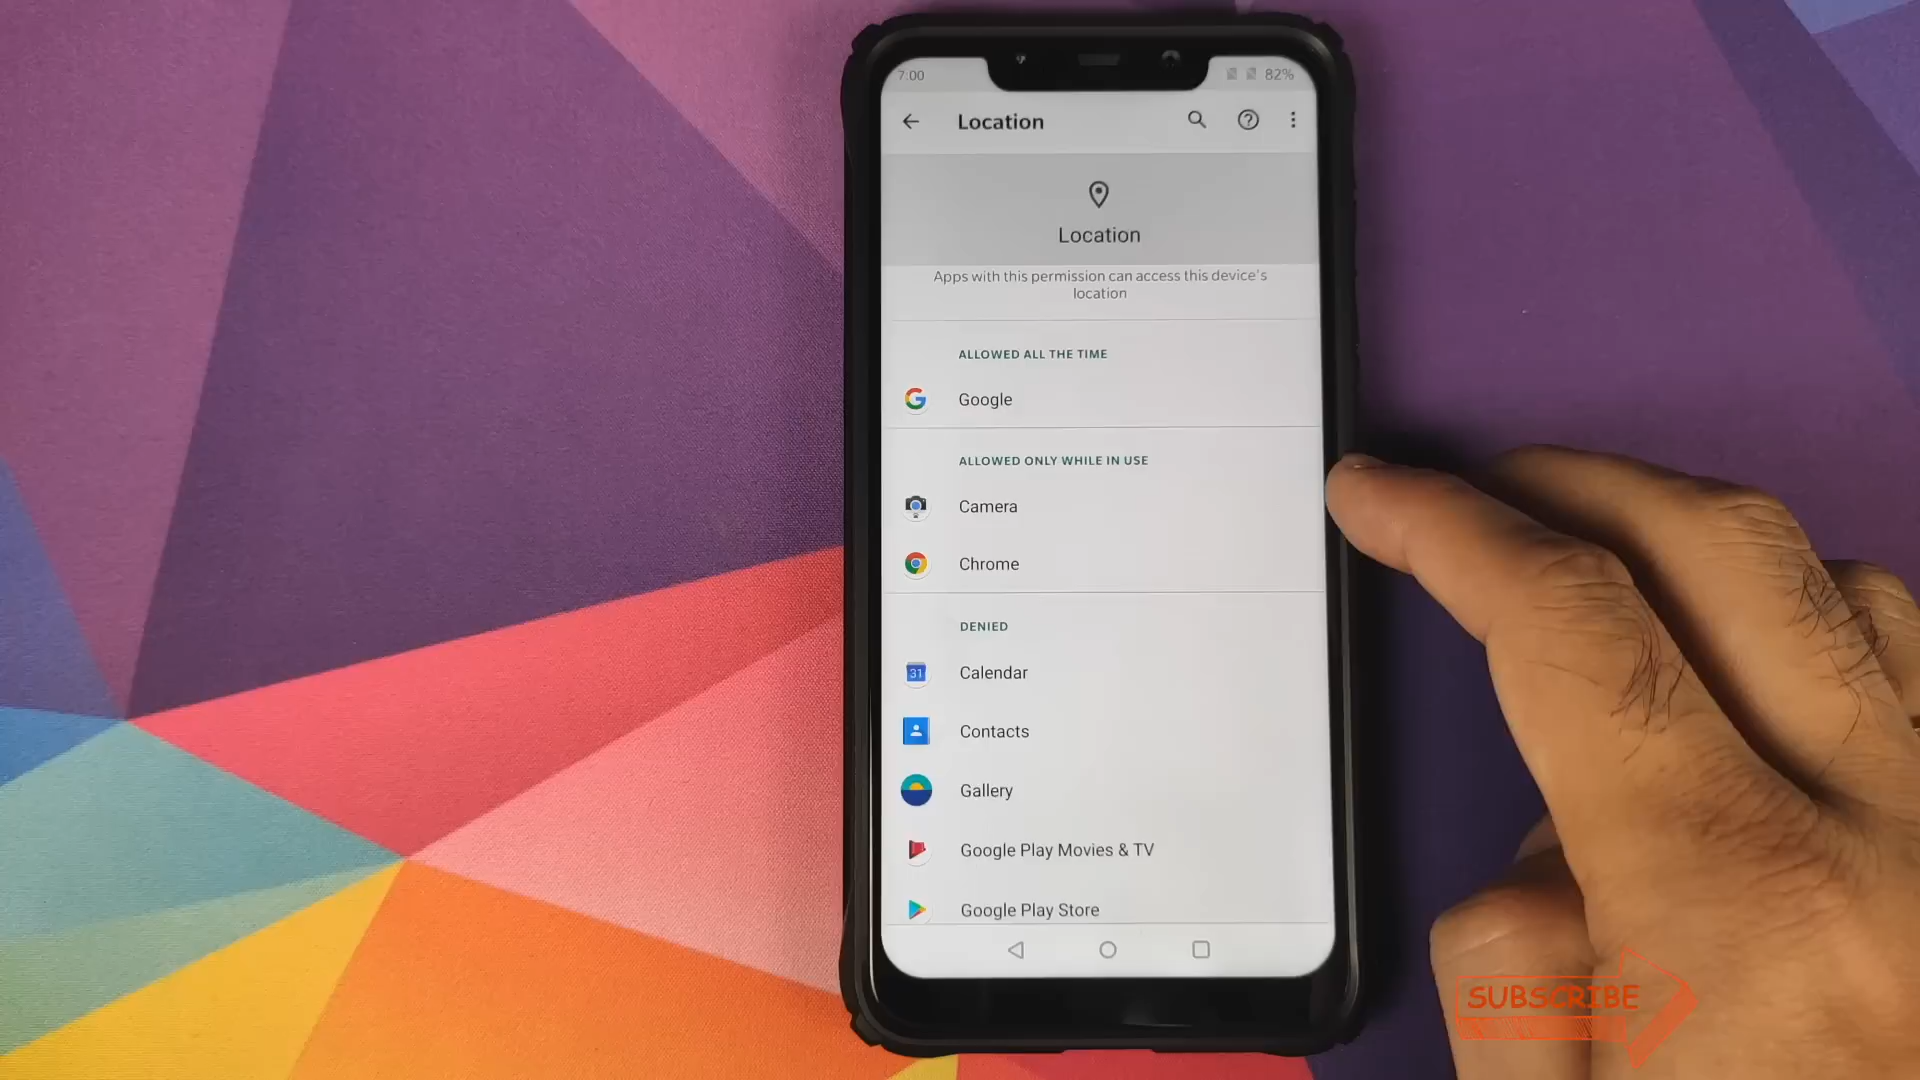 7:00
82%
Location
Location
Apps with this permission can access this device's
location
ALLOWED ALL THE TIME
Google
ALLOWED ONLY WHILE IN USE
Camera
Chrome
DENIED
31
Calendar
Contacts
Gallery
Google Play Movies & TV
Google Play Store
SUBSCRIBE